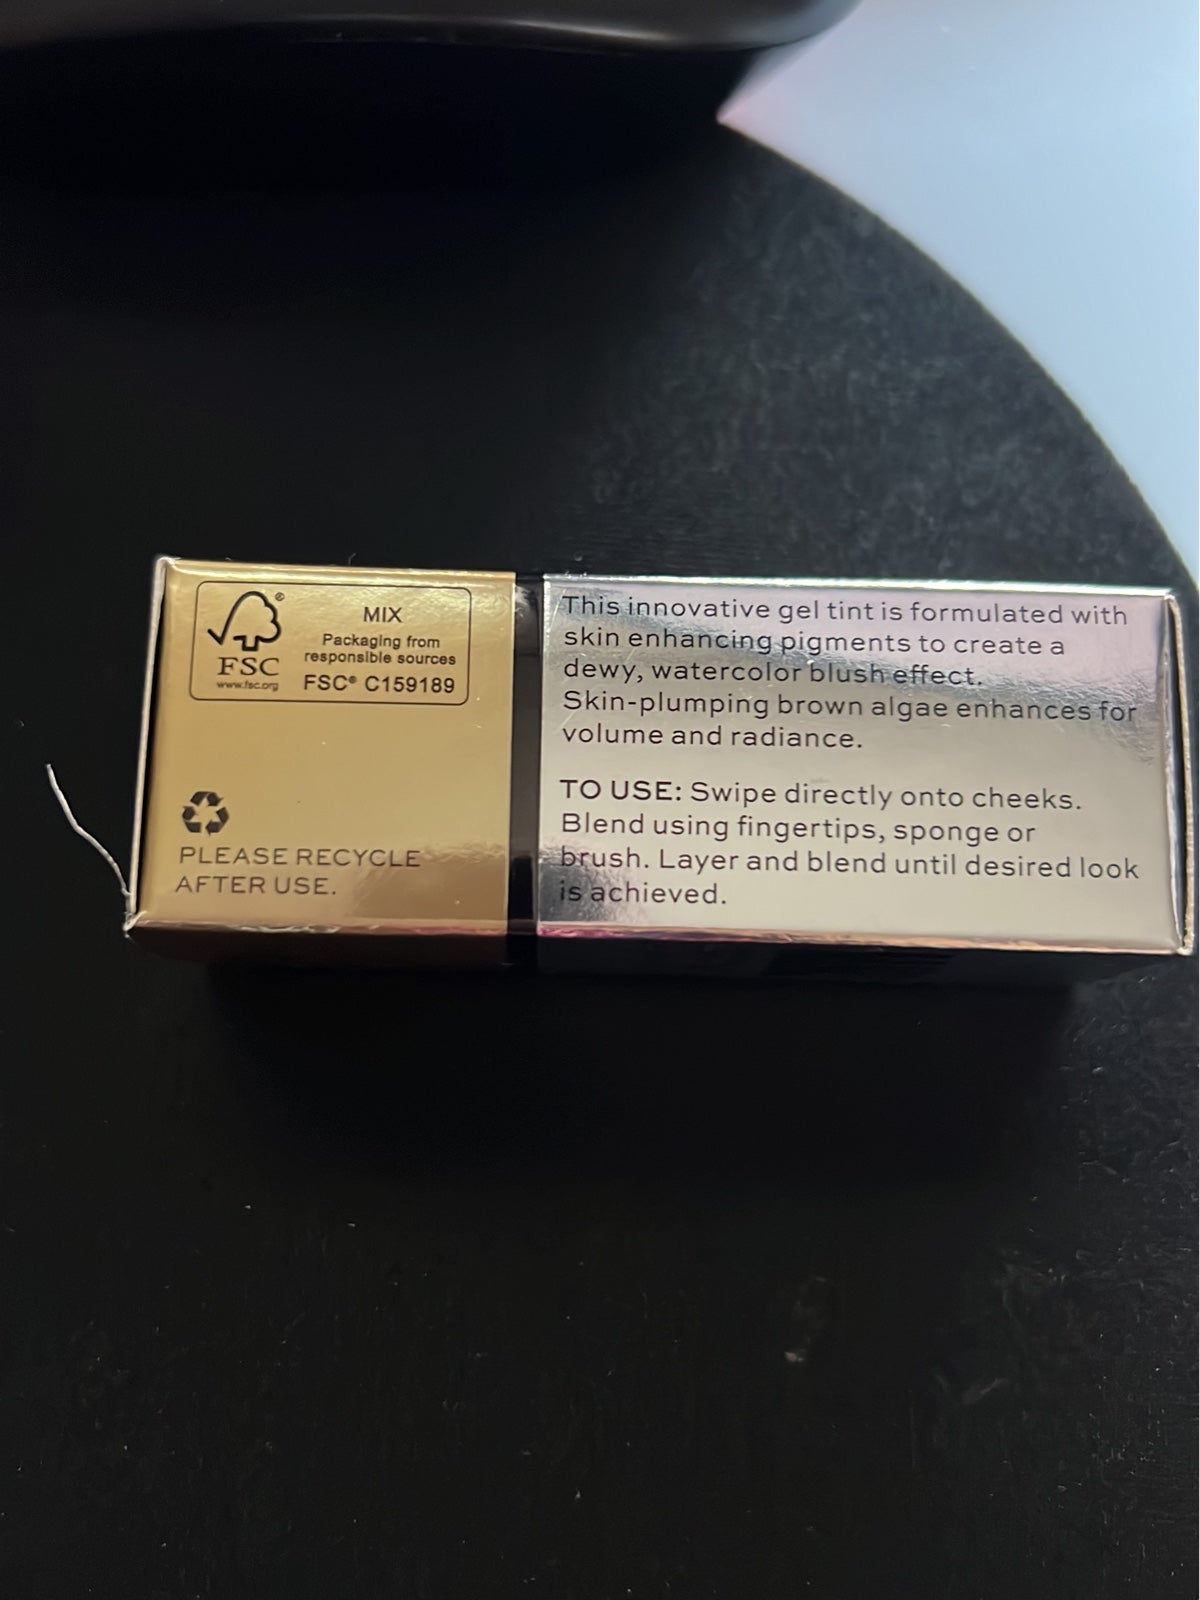 MIX
Packaging from
responsible sources
FSC® C159189
®
FSC
www.fsc.org
PLEASE RECYCLE
AFTER USE.
This innovative gel tint is formulated with
skin enhancing pigments to create a
dewy, watercolor blush effect.
Skin-plumping brown algae enhances for
volume and radiance.
TO USE: Swipe directly onto cheeks.
Blend using fingertips, sponge or
brush. Layer and blend until desired look
is achieved.